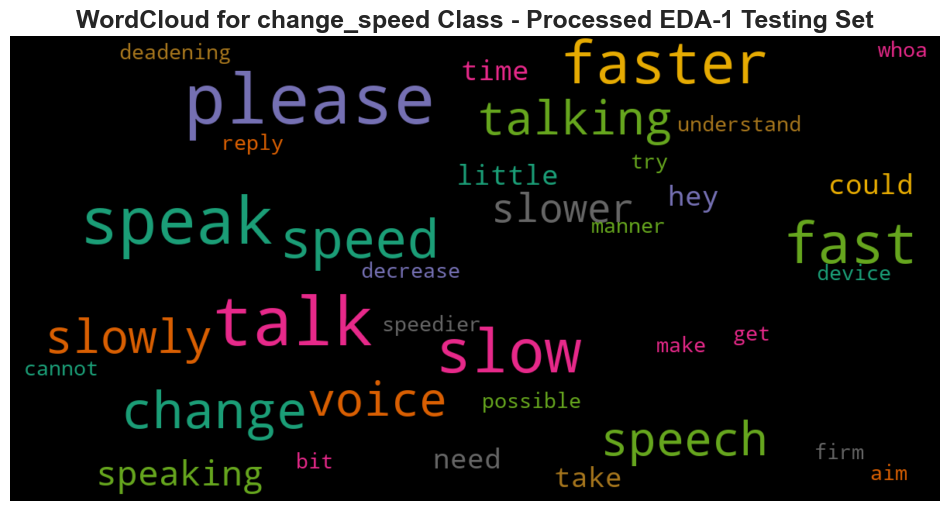 WordCloud for change_speed Class - Processed EDA-1 Testing Set
deadening
please
reply
time
faster
whoa
talking
understand
try
little
slower
manner
hey
could
speak
speed
decrease
fast
device
slowly
talk
speedier
slow
make
get
cannot
change
voice
possible
speaking
bit
need
speech
take
firm
aim